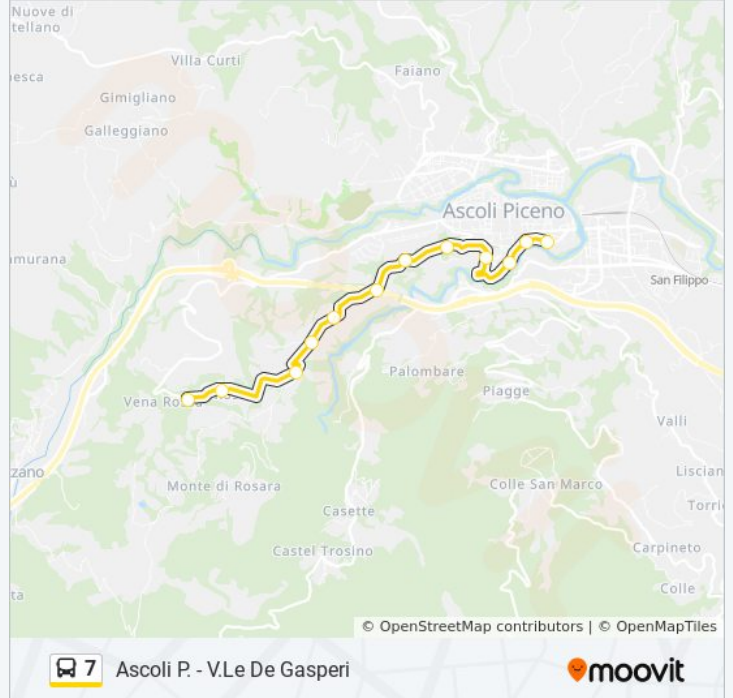 Nuove di
tellano
Villa Curti
Faiano
esca
Gimigliano
Galleggiano
ù
Ascoli Piceno
amurana
San Filippo
Palombare
Piagge
Vena Ro
Valli
zano
Monte di Rosara
Colle San Marco
Liscian
Casette
Torri
Castel Trosino
Carpineto
Colle
ta
© OpenStreetMap contributors | © OpenMapTiles
7 Ascoli P. - V.Le De Gasperi
moovit